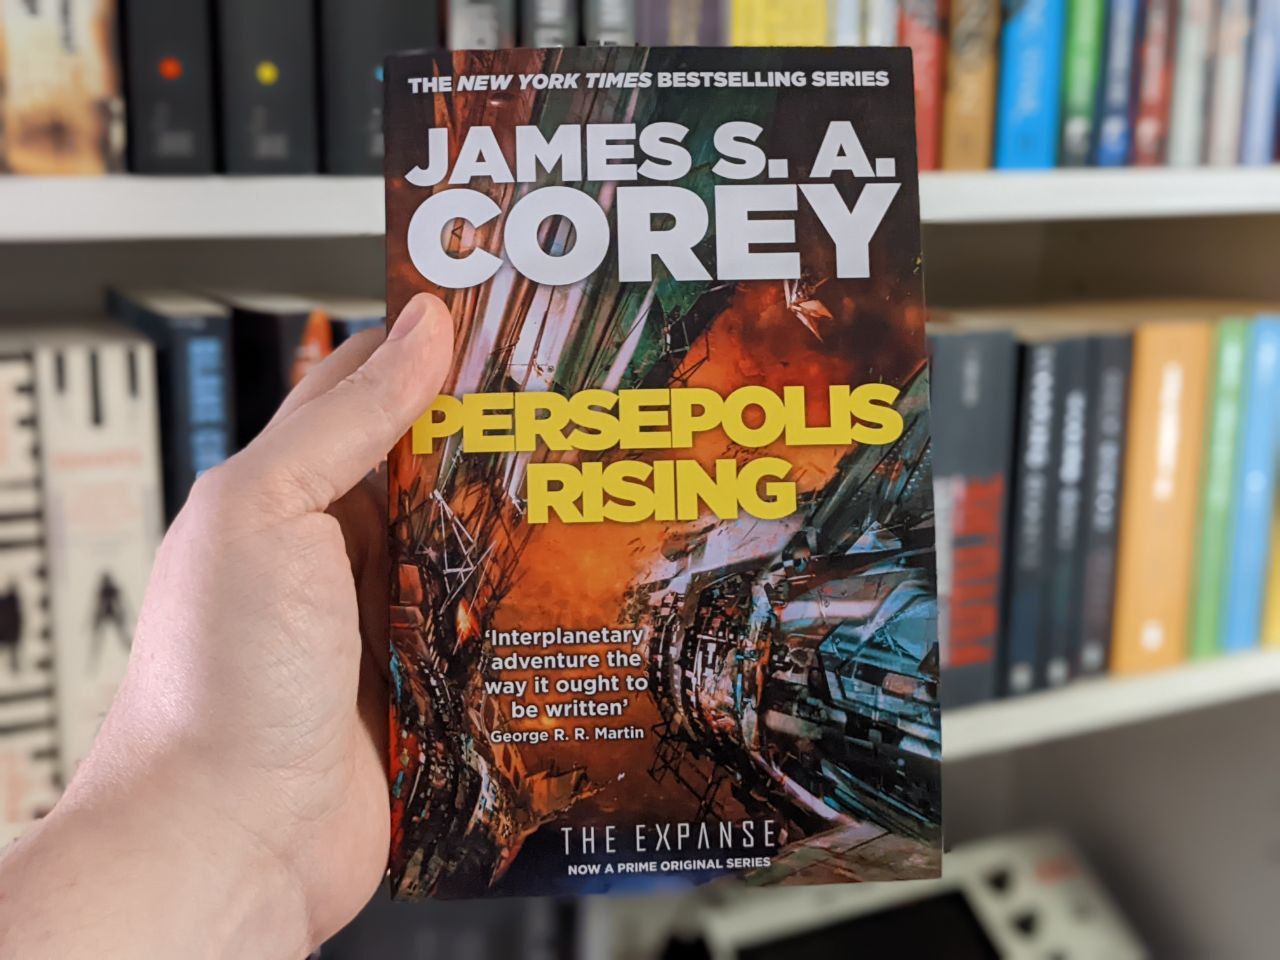 THE NEW YORK TIMES BESTSELLING SERIES
JAMES S. A.
COREY
PERSEPOLIS
RISING
‘Interplanetary
adventure the
way it ought to
be written’
George R. R. Martin
THE EXPANSE
NOW A PRIME ORIGINAL SERIES